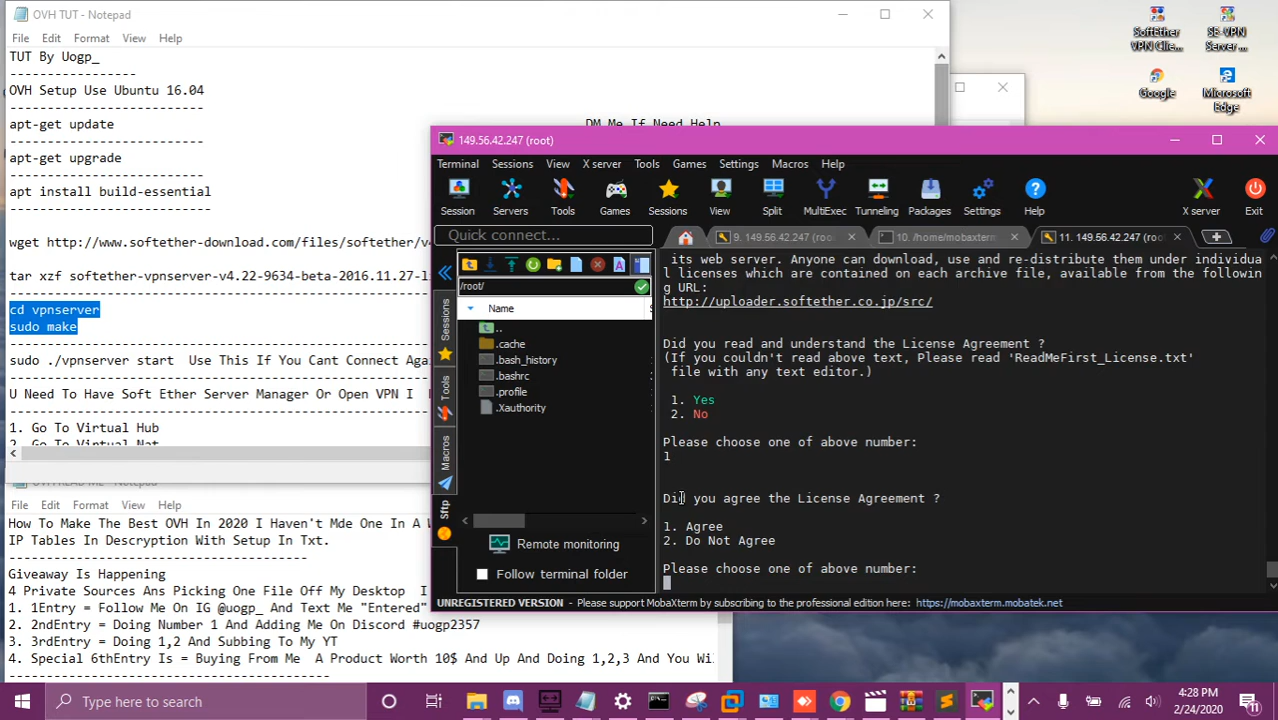 OVH TUT - Notepad
File Edit Format View Help
TUT By Uogp_
-----------------
OVH Setup Use Ubuntu 16.04
--------------------------
apt-get update
--------------------------
apt-get upgrade
--------------------------
apt install build-essential
---------------------------
wget http://www.softether-download.com/files/softether/v4
tar xzf softether-vpnserver-v4.22-9634-beta-2016.11.27-l
cd vpnserver
sudo make
sudo ./vpnserver start  Use This If You Cant Connect Aga
U Need To Have Soft Ether Server Manager Or Open VPN I
1. Go To Virtual Hub
2. Go To Virtual Nat
DM Me If Need Help
OVH READ ME - Notepad
File Edit Format View Help
How To Make The Best OVH In 2020 I Haven't Mde One In A W
IP Tables In Descryption With Setup In Txt.
Giveaway Is Happening
4 Private Sources Ans Picking One File Off My Desktop  I
1. 1Entry = Follow Me On IG @uogp_ And Text Me "Entered"
2. 2ndEntry = Doing Number 1 And Adding Me On Discord #uogp2357
3. 3rdEntry = Doing 1,2 And Subbing To My YT
4. Special 6thEntry Is = Buying From Me  A Product Worth 10$ And Up And Doing 1,2,3 And You Wi
149.56.42.247 (root)
Terminal Sessions View X server Tools Games Settings Macros Help
Session Servers Tools Games Sessions View Split MultiExec Tunneling Packages Settings Help X server Exit
Quick connect...
9. 149.56.42.247 (roo
10. /home/mobaxterm
11. 149.56.42.247 (root)
/root/
Name
..
.cache
.bash_history
.bashrc
.profile
.Xauthority
Sessions
Tools
Macros
Sftp
Remote monitoring
Follow terminal folder
its web server. Anyone can download, use and re-distribute them under individua
l licenses which are contained on each archive file, available from the followin
g URL:
http://uploader.softether.co.jp/src/
Did you read and understand the License Agreement ?
(If you couldn't read above text, Please read 'ReadMeFirst_License.txt'
file with any text editor.)
1. Yes
2. No
Please choose one of above number:
1
Did you agree the License Agreement ?
1. Agree
2. Do Not Agree
Please choose one of above number:
UNREGISTERED VERSION - Please support MobaXterm by subscribing to the professional edition here: https://mobaxterm.mobatek.net
SoftEther VPN Clie...
SE-VPN Server ...
Google
Microsoft Edge
Type here to search
4:28 PM
2/24/2020
11